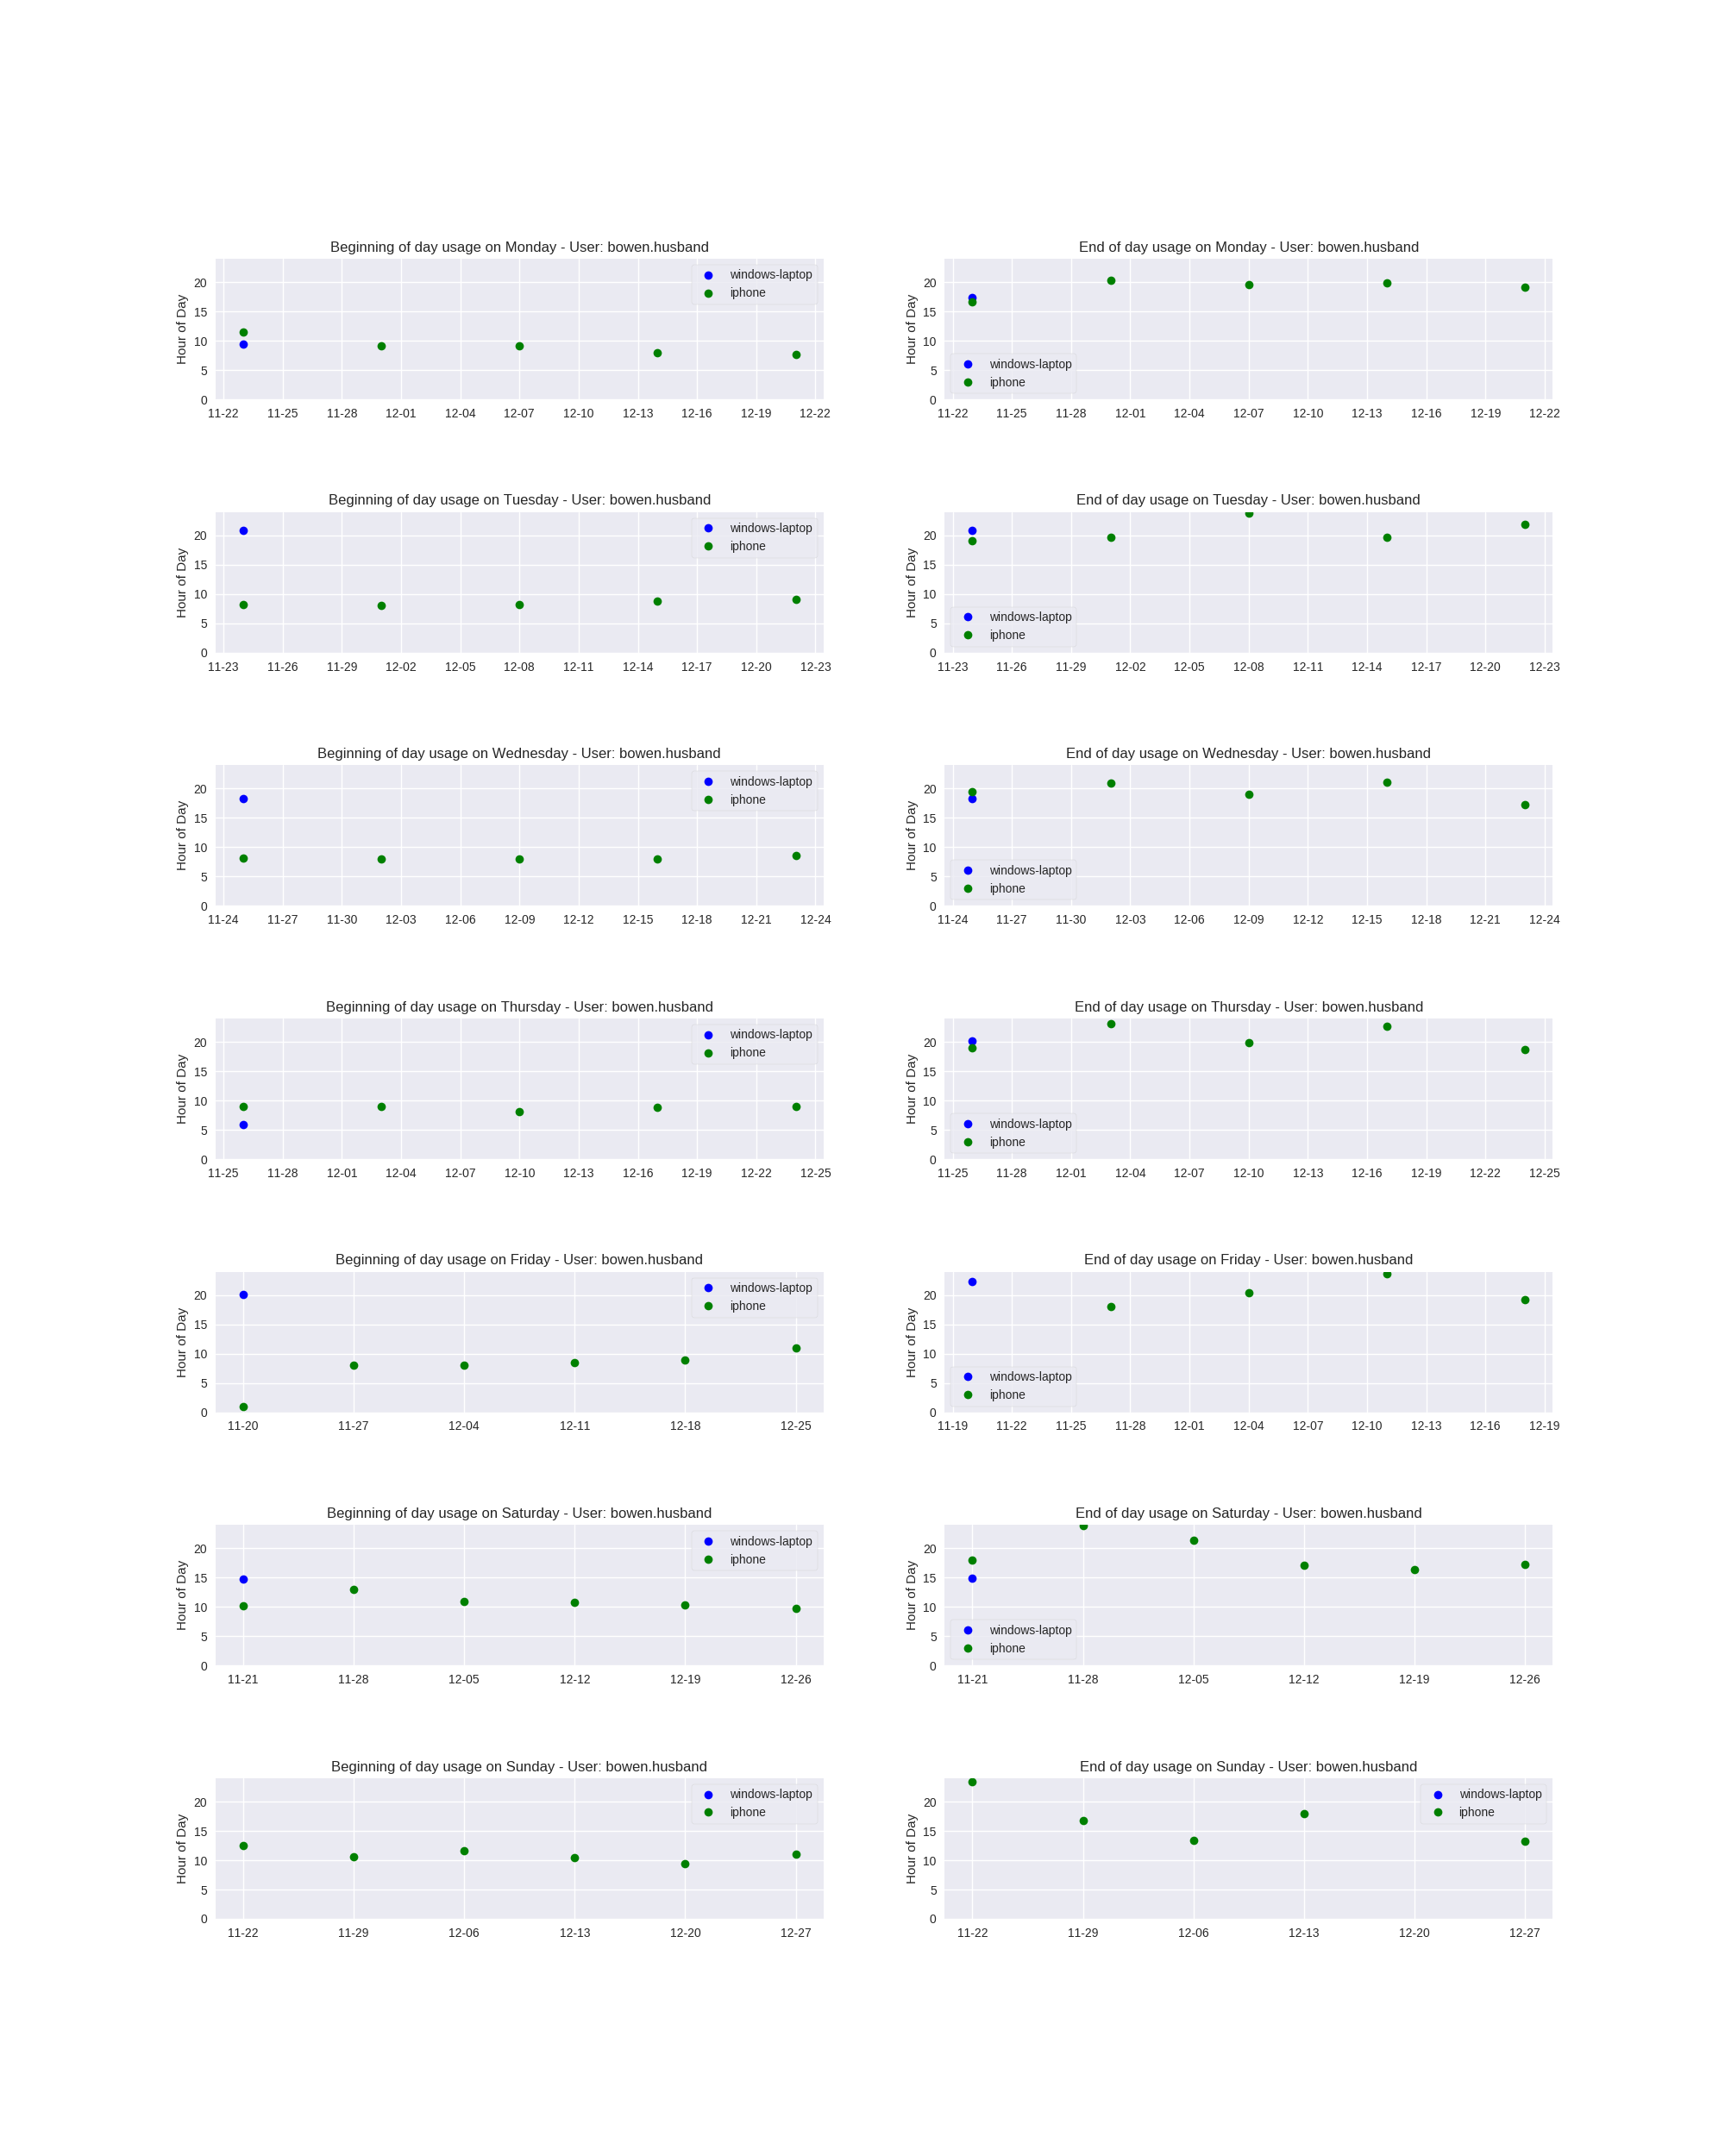 Beginning of day usage on Monday - User: bowen.husband
Hour of Day
20
15
10
5
0
windows-laptop
iphone
11-22 11-25 11-28 12-01 12-04 12-07 12-10 12-13 12-16 12-19 12-22
End of day usage on Monday - User: bowen.husband
Hour of Day
20
15
10
5
0
windows-laptop
iphone
11-22 11-25 11-28 12-01 12-04 12-07 12-10 12-13 12-16 12-19 12-22
Beginning of day usage on Tuesday - User: bowen.husband
Hour of Day
20
15
10
5
0
windows-laptop
iphone
11-23 11-26 11-29 12-02 12-05 12-08 12-11 12-14 12-17 12-20 12-23
End of day usage on Tuesday - User: bowen.husband
Hour of Day
20
15
10
5
0
windows-laptop
iphone
11-23 11-26 11-29 12-02 12-05 12-08 12-11 12-14 12-17 12-20 12-23
Beginning of day usage on Wednesday - User: bowen.husband
Hour of Day
20
15
10
5
0
windows-laptop
iphone
11-24 11-27 11-30 12-03 12-06 12-09 12-12 12-15 12-18 12-21 12-24
End of day usage on Wednesday - User: bowen.husband
Hour of Day
20
15
10
5
0
windows-laptop
iphone
11-24 11-27 11-30 12-03 12-06 12-09 12-12 12-15 12-18 12-21 12-24
Beginning of day usage on Thursday - User: bowen.husband
Hour of Day
20
15
10
5
0
windows-laptop
iphone
11-25 11-28 12-01 12-04 12-07 12-10 12-13 12-16 12-19 12-22 12-25
End of day usage on Thursday - User: bowen.husband
Hour of Day
20
15
10
5
0
windows-laptop
iphone
11-25 11-28 12-01 12-04 12-07 12-10 12-13 12-16 12-19 12-22 12-25
Beginning of day usage on Friday - User: bowen.husband
Hour of Day
20
15
10
5
0
windows-laptop
iphone
11-20 11-27 12-04 12-11 12-18 12-25
End of day usage on Friday - User: bowen.husband
Hour of Day
20
15
10
5
0
windows-laptop
iphone
11-19 11-22 11-25 11-28 12-01 12-04 12-07 12-10 12-13 12-16 12-19
Beginning of day usage on Saturday - User: bowen.husband
Hour of Day
20
15
10
5
0
windows-laptop
iphone
11-21 11-28 12-05 12-12 12-19 12-26
End of day usage on Saturday - User: bowen.husband
Hour of Day
20
15
10
5
0
windows-laptop
iphone
11-21 11-28 12-05 12-12 12-19 12-26
Beginning of day usage on Sunday - User: bowen.husband
Hour of Day
20
15
10
5
0
windows-laptop
iphone
11-22 11-29 12-06 12-13 12-20 12-27
End of day usage on Sunday - User: bowen.husband
Hour of Day
20
15
10
5
0
windows-laptop
iphone
11-22 11-29 12-06 12-13 12-20 12-27